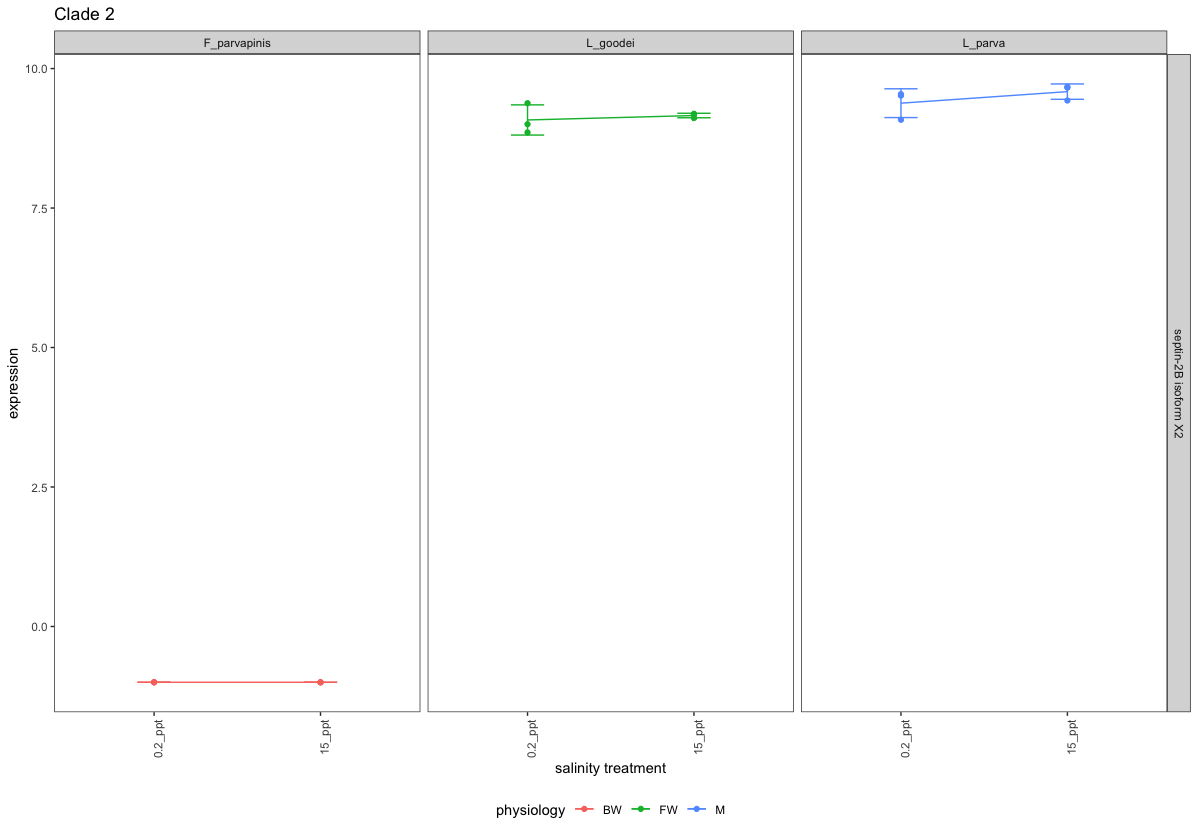 Clade 2
F_parvapinis
L_goodei
L_parva
10.0
7.5
5.0
2.5
0.0
expression
septin-2B isoform X2
0.2_ppt
15_ppt
0.2_ppt
15_ppt
0.2_ppt
15_ppt
salinity treatment
physiology BW FW M